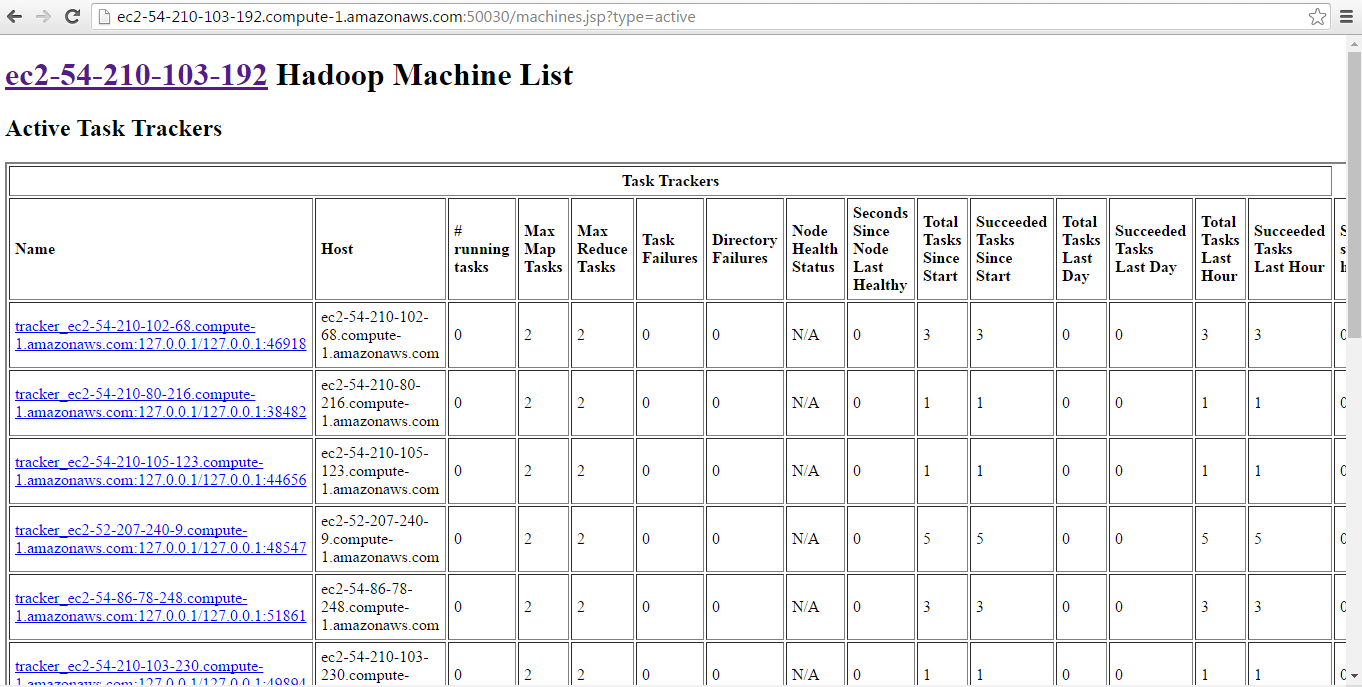 ec2-54-210-103-192.compute-1.amazonaws.com:50030/machines.jsp?type=active
ec2-54-210-103-192 Hadoop Machine List
Active Task Trackers
Task Trackers
Name
Host
#
running
tasks
Max
Map
Tasks
Max
Reduce
Tasks
Task
Failures
Directory
Failures
Node
Health
Status
Seconds
Since
Node
Last
Healthy
Total
Tasks
Since
Start
Succeeded
Tasks
Since
Start
Total
Tasks
Last
Day
Succeeded
Tasks
Last Day
Total
Tasks
Last
Hour
Succeeded
Tasks
Last Hour
tracker_ec2-54-210-102-68.compute-
1.amazonaws.com:127.0.0.1/127.0.0.1:46918
ec2-54-210-102-
68.compute-
1.amazonaws.com
0 2 2 0 0 N/A 0 3 3 0 0 3 3 0
tracker_ec2-54-210-80-216.compute-
1.amazonaws.com:127.0.0.1/127.0.0.1:38482
ec2-54-210-80-
216.compute-
1.amazonaws.com
0 2 2 0 0 N/A 0 1 1 0 0 1 1 0
tracker_ec2-54-210-105-123.compute-
1.amazonaws.com:127.0.0.1/127.0.0.1:44656
ec2-54-210-105-
123.compute-
1.amazonaws.com
0 2 2 0 0 N/A 0 1 1 0 0 1 1 0
tracker_ec2-52-207-240-9.compute-
1.amazonaws.com:127.0.0.1/127.0.0.1:48547
ec2-52-207-240-
9.compute-
1.amazonaws.com
0 2 2 0 0 N/A 0 5 5 0 0 5 5 0
tracker_ec2-54-86-78-248.compute-
1.amazonaws.com:127.0.0.1/127.0.0.1:51861
ec2-54-86-78-
248.compute-
1.amazonaws.com
0 2 2 0 0 N/A 0 3 3 0 0 3 3 0
tracker_ec2-54-210-103-230.compute-
1.amazonaws.com:127.0.0.1/127.0.0.1:49894
ec2-54-210-103-
230.compute-
0 2 2 0 0 N/A 0 1 1 0 0 1 1 0